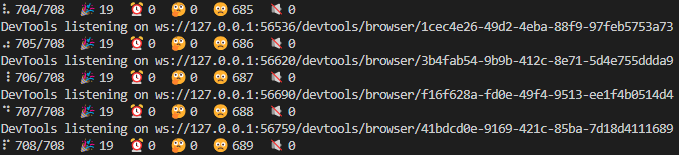 ⠇ 704/708 🎉 19 ⏰ 0 🤔 0 🙁 685 🔇 0
DevTools listening on ws://127.0.0.1:56536/devtools/browser/1cec4e26-49d2-4eba-88f9-97feb5753a73
⠴ 705/708 🎉 19 ⏰ 0 🤔 0 🙁 686 🔇 0
DevTools listening on ws://127.0.0.1:56620/devtools/browser/3b4fab54-9b9b-412c-8e71-5d4e755ddda9
⠸ 706/708 🎉 19 ⏰ 0 🤔 0 🙁 687 🔇 0
DevTools listening on ws://127.0.0.1:56690/devtools/browser/f16f628a-fd0e-49f4-9513-ee1f4b0514d4
⠙ 707/708 🎉 19 ⏰ 0 🤔 0 🙁 688 🔇 0
DevTools listening on ws://127.0.0.1:56759/devtools/browser/41bdcd0e-9169-421c-85ba-7d18d4111689
⠏ 708/708 🎉 19 ⏰ 0 🤔 0 🙁 689 🔇 0